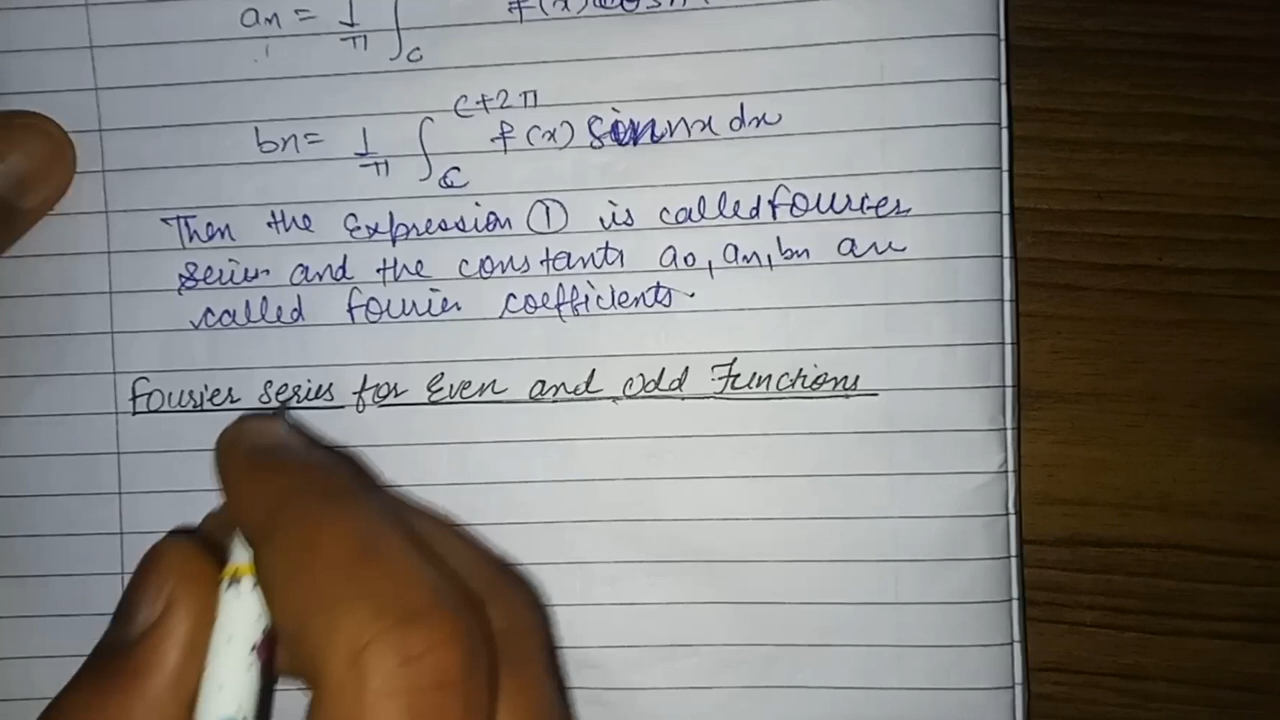 an = 1/π ∫c f(x)
bn = 1/π ∫c^c+2π f(x) sin nx dx
Then the Expression ① is called fourier
series and the constants a0, an, bn are
called fourier coefficients.
Fourier series for Even and Odd Functions